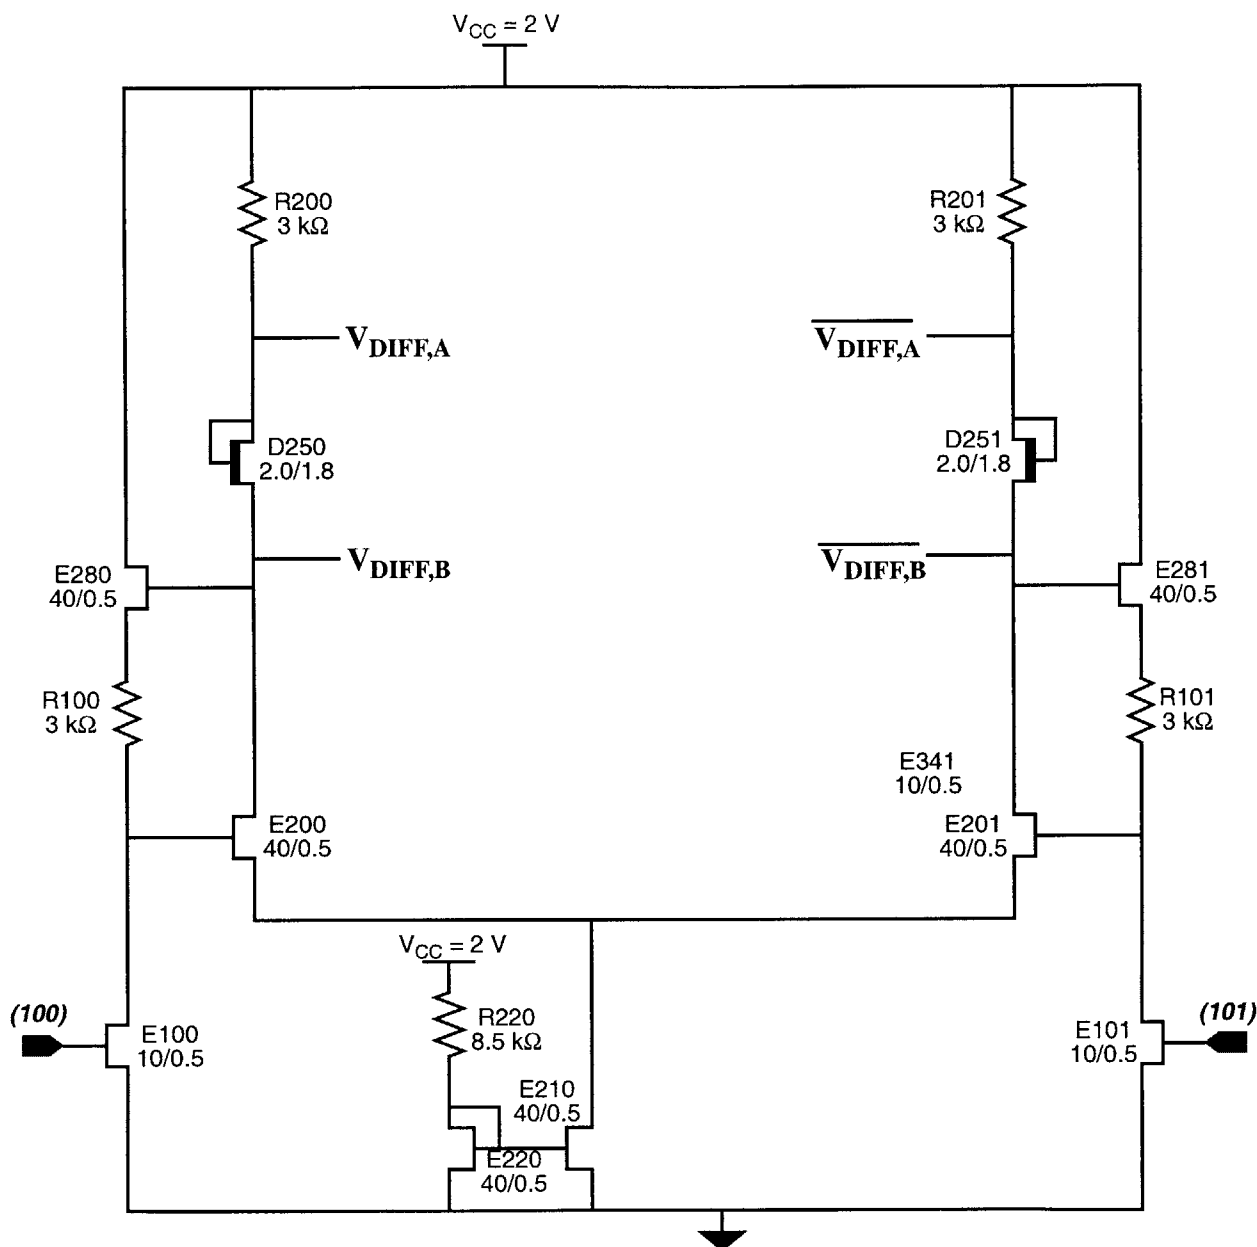 V_CC = 2 V
R200
3 kΩ
R201
3 kΩ
V_DIFF,A
V̅_DIFF,A
D250
2.0/1.8
D251
2.0/1.8
V_DIFF,B
V̅_DIFF,B
E280
40/0.5
E281
40/0.5
R100
3 kΩ
R101
3 kΩ
E341
10/0.5
E200
40/0.5
E201
40/0.5
V_CC = 2 V
(100)
(101)
R220
8.5 kΩ
E100
10/0.5
E101
10/0.5
E210
40/0.5
E220
40/0.5